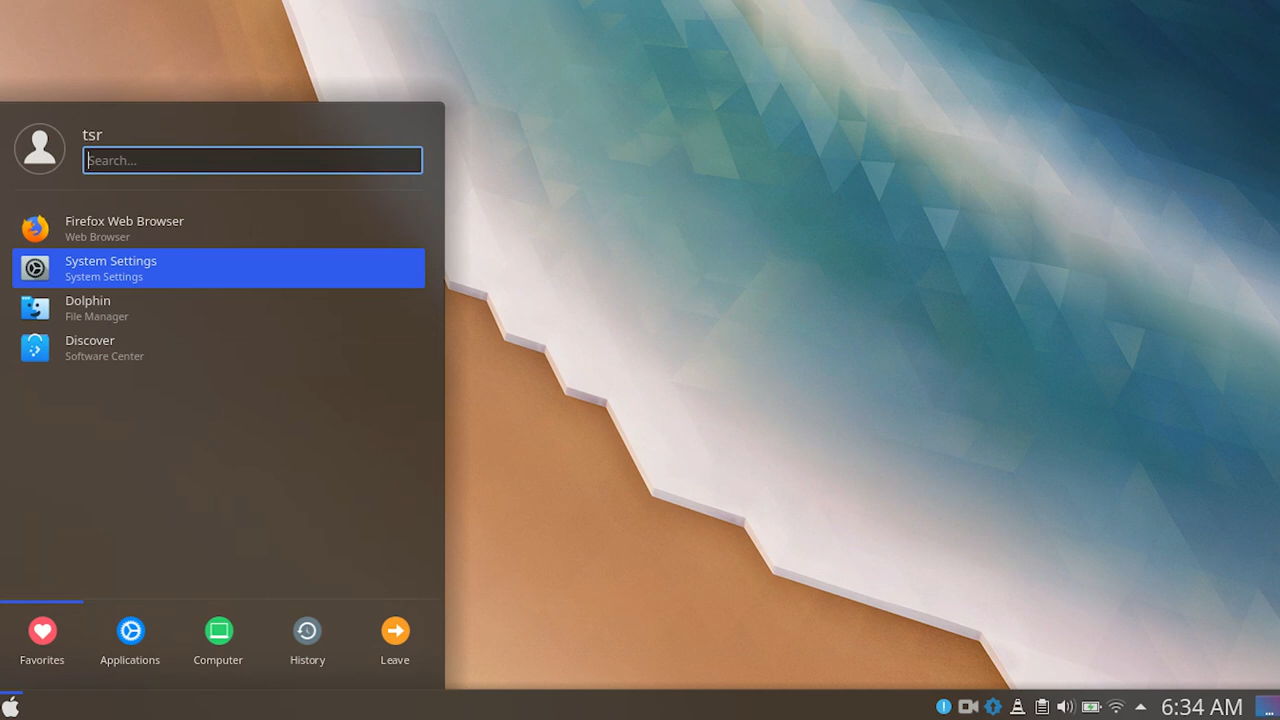 tsr
Search...
Firefox Web Browser
Web Browser
System Settings
System Settings
Dolphin
File Manager
Discover
Software Center
Favorites
Applications
Computer
History
Leave
6:34 AM